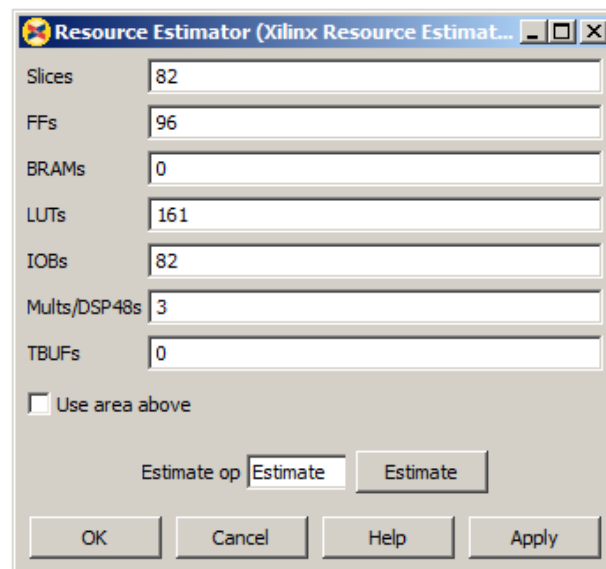 Resource Estimator (Xilinx Resource Estimat...
Slices 82
FFs 96
BRAMs 0
LUTs 161
IOBs 82
Mults/DSP48s 3
TBUFs 0
Use area above
Estimate op Estimate Estimate
OK Cancel Help Apply